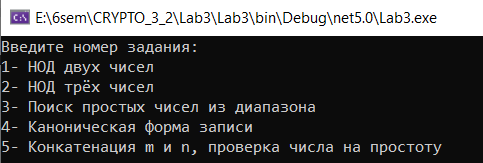 E:\6sem\CRYPTO_3_2\Lab3\Lab3\bin\Debug\net5.0\Lab3.exe
Введите номер задания:
1- НОД двух чисел
2- НОД трёх чисел
3- Поиск простых чисел из диапазона
4- Каноническая форма записи
5- Конкатенация m и n, проверка числа на простоту